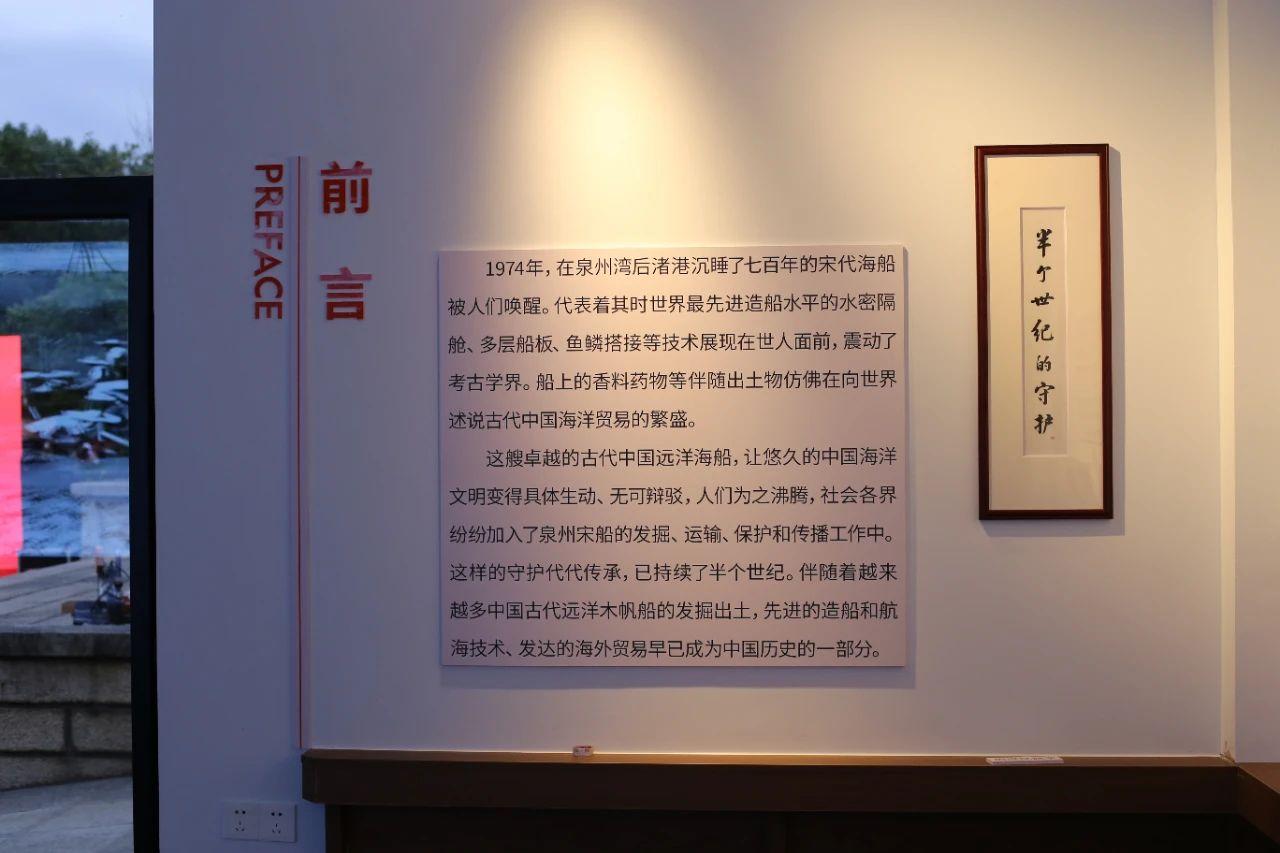 PREFACE
前言
1974年，在泉州湾后渚港沉睡了七百年的宋代海船
被人们唤醒。代表着其时世界最先进造船水平的水密隔
舱、多层船板、鱼鳞搭接等技术展现在世人面前，震动了
考古学界。船上的香料药物等伴随出土物仿佛在向世界
述说古代中国海洋贸易的繁盛。
这艘卓越的古代中国远洋海船，让悠久的中国海洋
文明变得具体生动、无可辩驳，人们为之沸腾，社会各界
纷纷加入了泉州宋船的发掘、运输、保护和传播工作中。
这样的守护代代传承，已持续了半个世纪。伴随着越来
越多中国古代远洋木帆船的发掘出土，先进的造船和航
海技术、发达的海外贸易早已成为中国历史的一部分。
半个世纪的守护